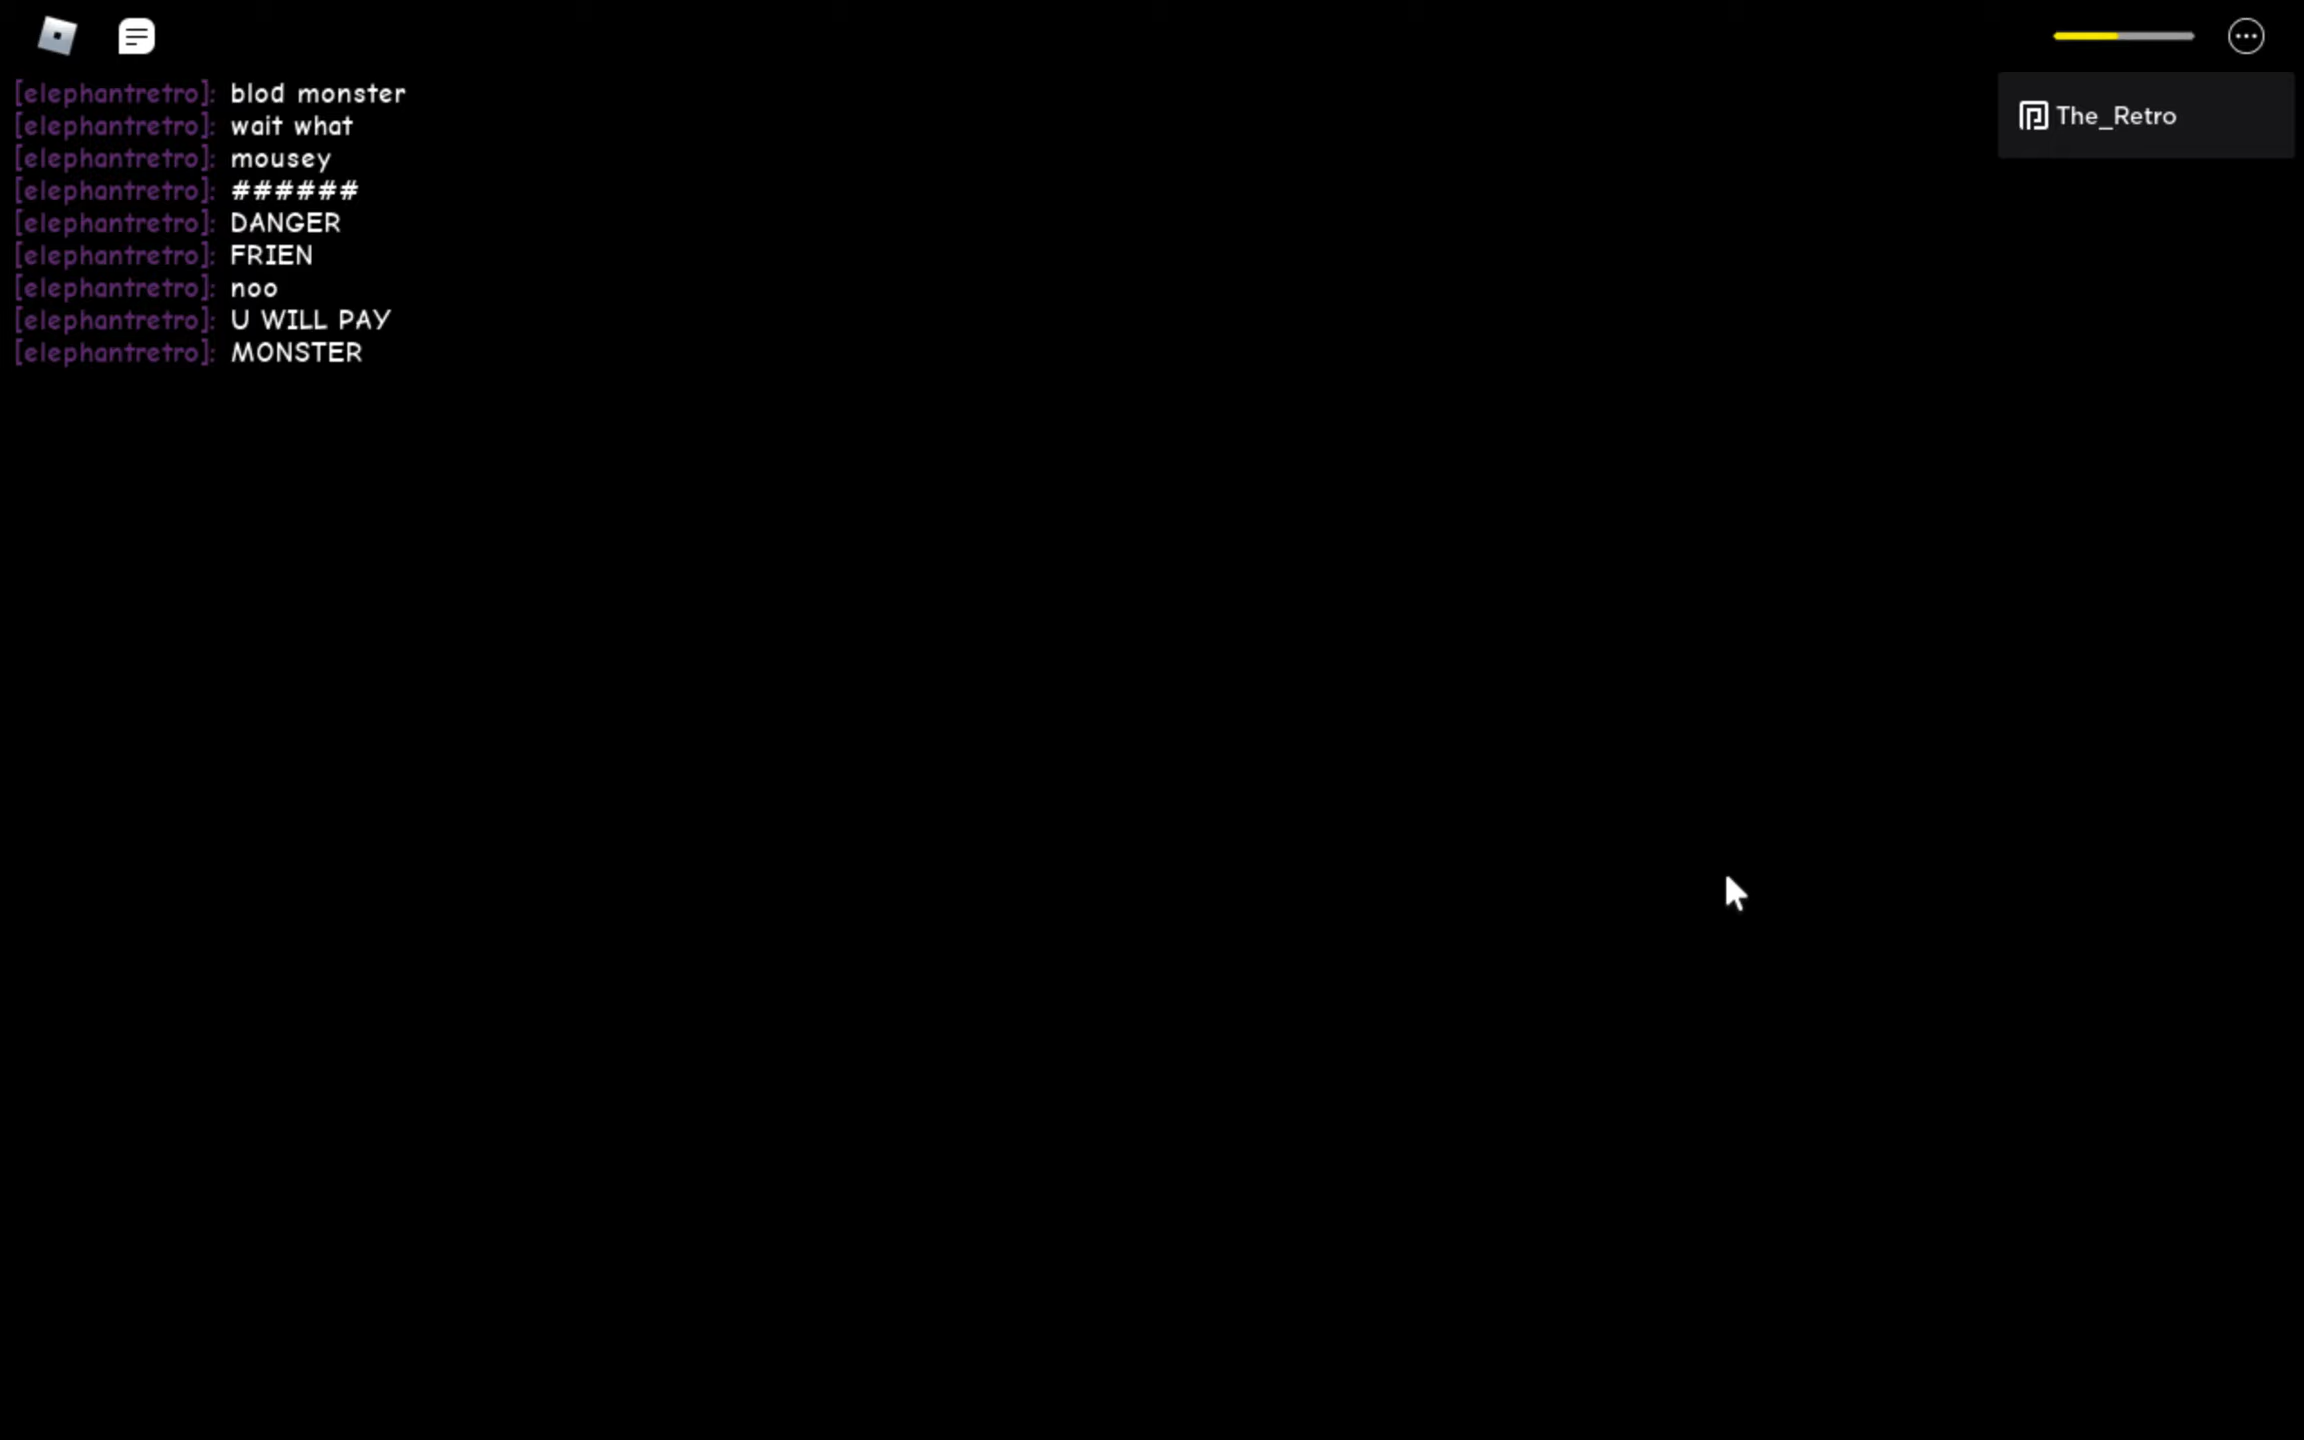 [elephantretro]: blod monster
[elephantretro]: wait what
[elephantretro]: mousey
[elephantretro]: ######
[elephantretro]: DANGER
[elephantretro]: FRIEN
[elephantretro]: noo
[elephantretro]: U WILL PAY
[elephantretro]: MONSTER
The_Retro